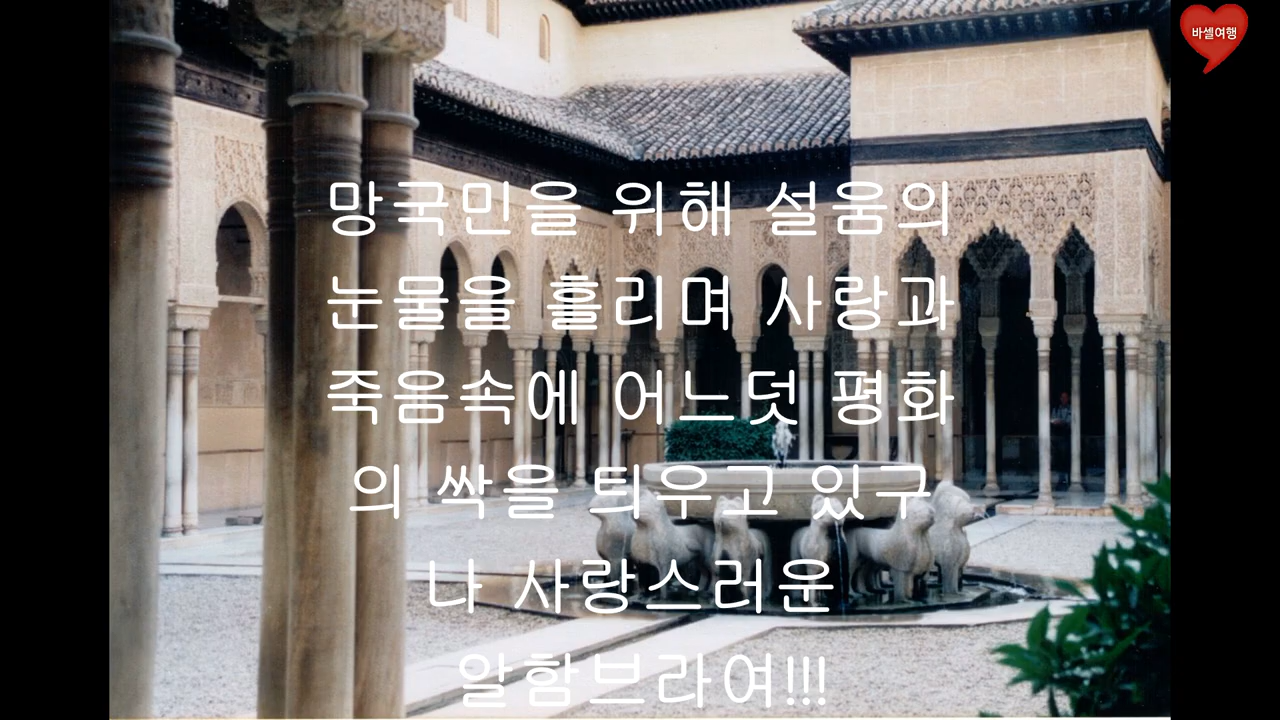 바셀여행
망국민을 위해 설움의
눈물을 흘리며 사랑과
죽음속에 어느덧 평화
의 싹을 틔우고 있구
나 사랑스러운
알함브라여!!!